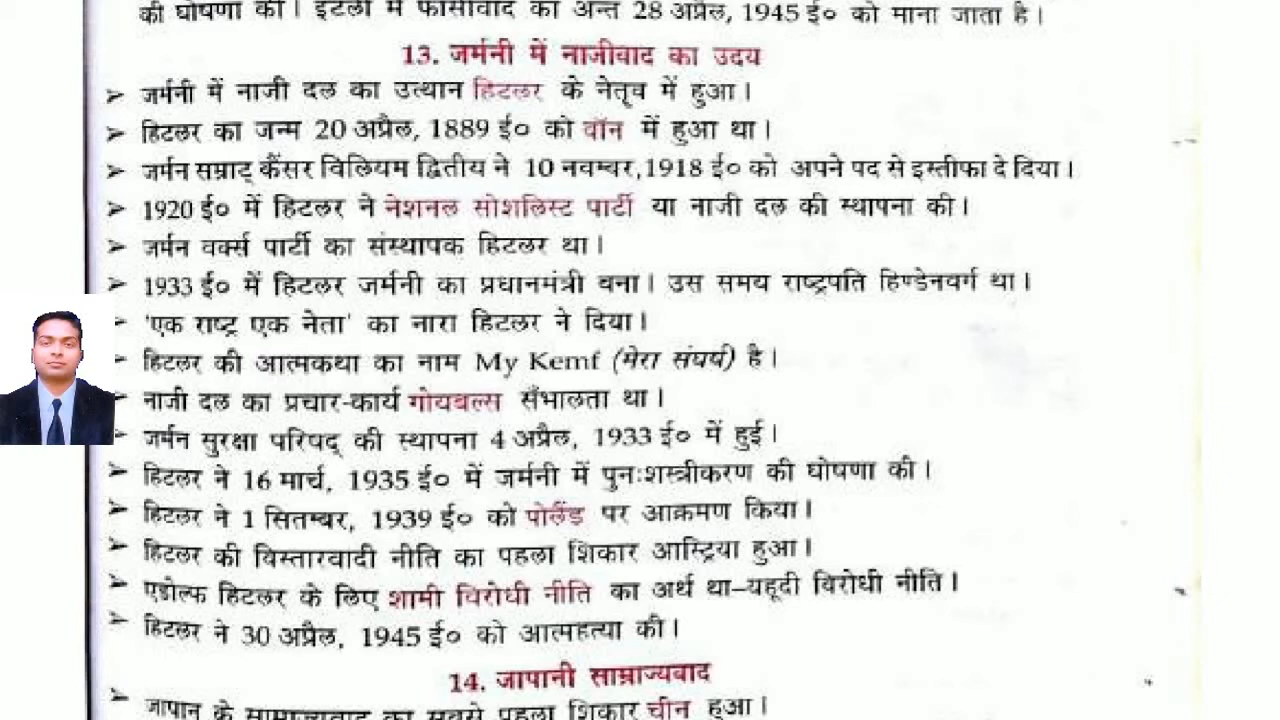 की घोषणा की। इटली में फासीवाद का अन्त 28 अप्रैल, 1945 ई० को माना जाता है।
13. जर्मनी में नाजीवाद का उदय
➢ जर्मनी में नाजी दल का उत्थान हिटलर के नेतृव में हुआ।
➢ हिटलर का जन्म 20 अप्रैल, 1889 ई० को वॉन में हुआ था।
➢ जर्मन सम्राट् कैंसर विलियम द्वितीय ने 10 नवम्बर,1918 ई० को अपने पद से इस्तीफा दे दिया।
➢ 1920 ई० में हिटलर ने नेशनल सोशलिस्ट पार्टी या नाजी दल की स्थापना की।
➢ जर्मन वर्क्स पार्टी का संस्थापक हिटलर था।
➢ 1933 ई० में हिटलर जर्मनी का प्रधानमंत्री बना। उस समय राष्ट्रपति हिण्डेनवर्ग था।
➢ 'एक राष्ट्र एक नेता' का नारा हिटलर ने दिया।
➢ हिटलर की आत्मकथा का नाम My Kemf (मेरा संघर्ष) है।
➢ नाजी दल का प्रचार-कार्य गोयबल्स सँभालता था।
➢ जर्मन सुरक्षा परिषद् की स्थापना 4 अप्रैल, 1933 ई० में हुई।
➢ हिटलर ने 16 मार्च, 1935 ई० में जर्मनी में पुनःशस्त्रीकरण की घोषणा की।
➢ हिटलर ने 1 सितम्बर, 1939 ई० को पोलैंड पर आक्रमण किया।
➢ हिटलर की विस्तारवादी नीति का पहला शिकार आस्ट्रिया हुआ।
➢ एडोल्फ हिटलर के लिए शामी विरोधी नीति का अर्थ था–यहूदी विरोधी नीति।
➢ हिटलर ने 30 अप्रैल, 1945 ई० को आत्महत्या की।
14. जापानी साम्राज्यवाद
➢ जापान के साम्राज्यवाद का सबसे पहला शिकार चीन हुआ।